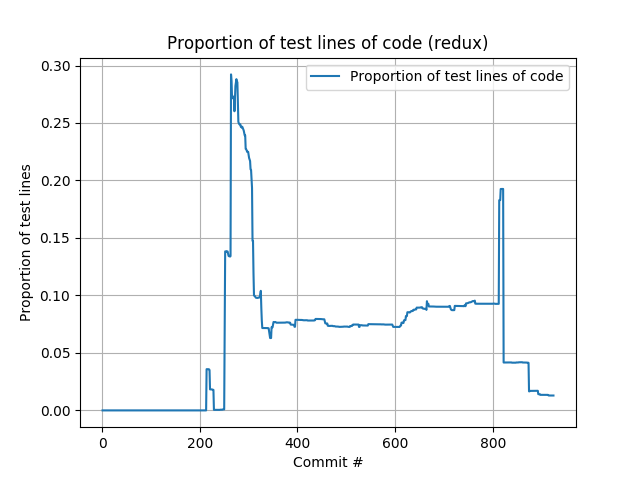 Proportion of test lines of code (redux)
Proportion of test lines of code
0.30
0.25
0.20
0.15
0.10
0.05
0.00
Proportion of test lines
0 200 400 600 800
Commit #